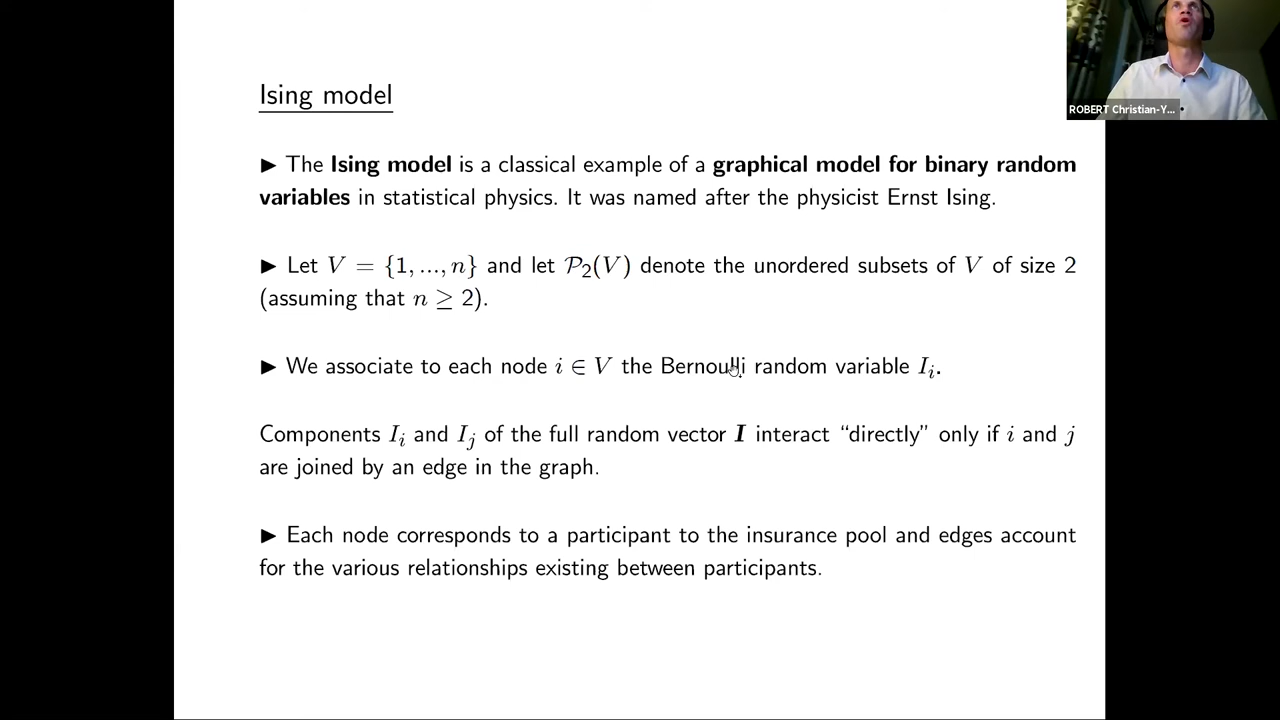 ROBERT Christian-Y...
Ising model
▶ The Ising model is a classical example of a graphical model for binary random
variables in statistical physics. It was named after the physicist Ernst Ising.
▶ Let V = {1, ..., n} and let 𝒫₂(V) denote the unordered subsets of V of size 2
(assuming that n ≥ 2).
▶ We associate to each node i ∈ V the Bernoulli random variable Iᵢ.
Components Iᵢ and Iⱼ of the full random vector I interact “directly” only if i and j
are joined by an edge in the graph.
▶ Each node corresponds to a participant to the insurance pool and edges account
for the various relationships existing between participants.